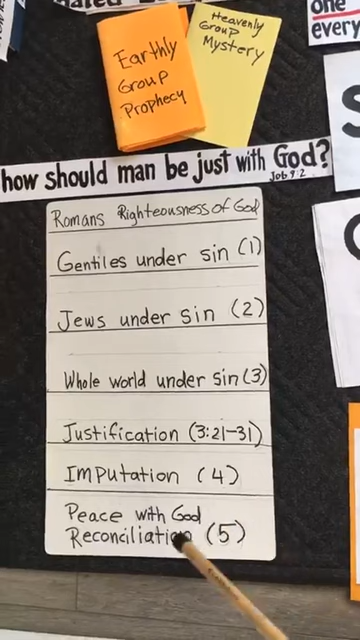 one
every
Earthly
Group
Prophecy
Heavenly
Group
Mystery
how should man be just with God?
Job 9:2
Romans Righteousness of God
Gentiles under sin (1)
Jews under sin (2)
Whole world under sin (3)
Justification (3:21-31)
Imputation (4)
Peace with God
Reconciliation (5)